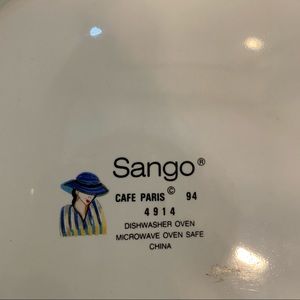 Sango®
CAFE PARIS © 94
4914
DISHWASHER OVEN
MICROWAVE OVEN SAFE
CHINA